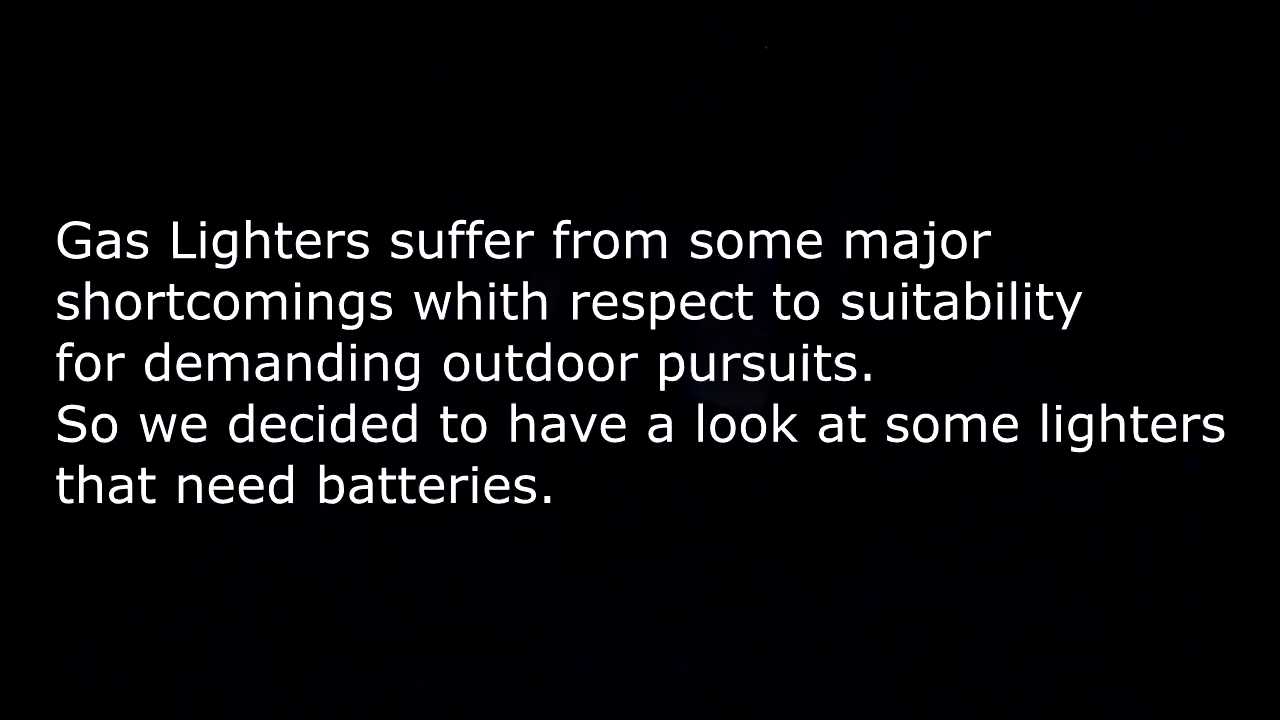 Gas Lighters suffer from some major
shortcomings whith respect to suitability
for demanding outdoor pursuits.
So we decided to have a look at some lighters
that need batteries.